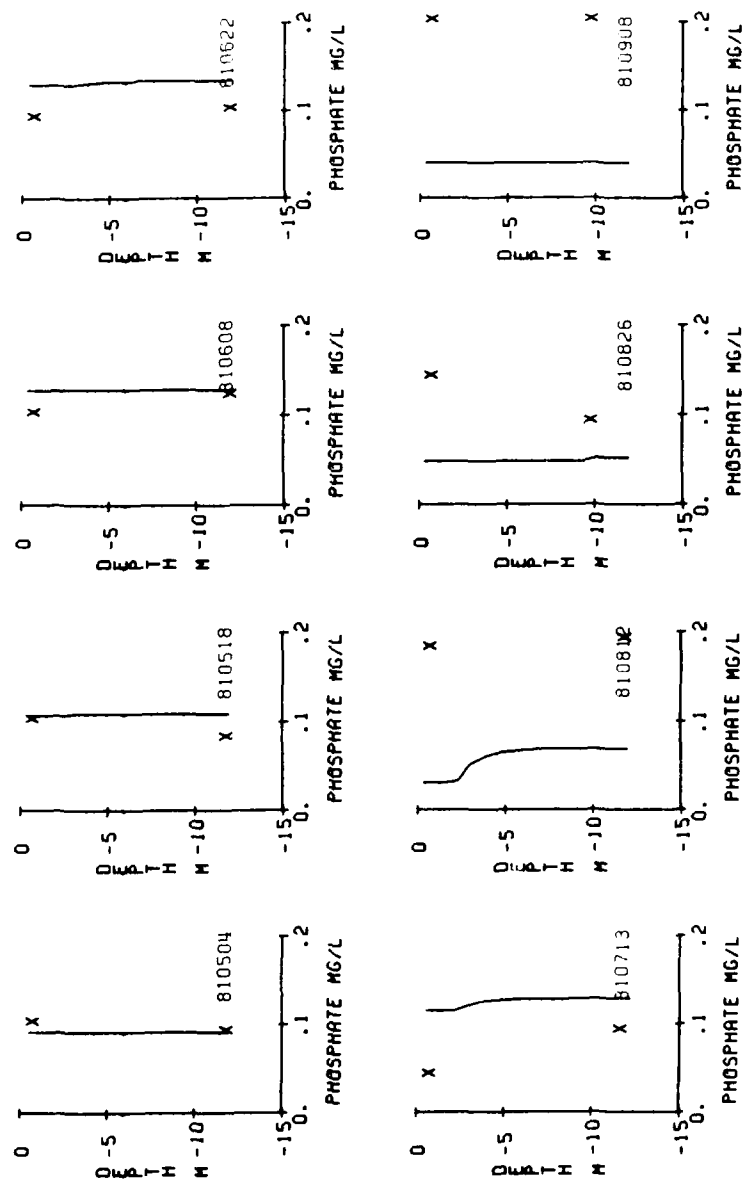 0
-5
-10
-15
DEPTH M
810504
0. .1 .2
PHOSPHATE MG/L
0
-5
-10
-15
DEPTH M
810518
0. .1 .2
PHOSPHATE MG/L
0
-5
-10
-15
DEPTH M
810608
0. .1 .2
PHOSPHATE MG/L
0
-5
-10
-15
DEPTH M
810622
0. .1 .2
PHOSPHATE MG/L
0
-5
-10
-15
DEPTH M
810713
0. .1 .2
PHOSPHATE MG/L
0
-5
-10
-15
DEPTH M
810812
0. .1 .2
PHOSPHATE MG/L
0
-5
-10
-15
DEPTH M
810826
0. .1 .2
PHOSPHATE MG/L
0
-5
-10
-15
DEPTH M
810908
0. .1 .2
PHOSPHATE MG/L